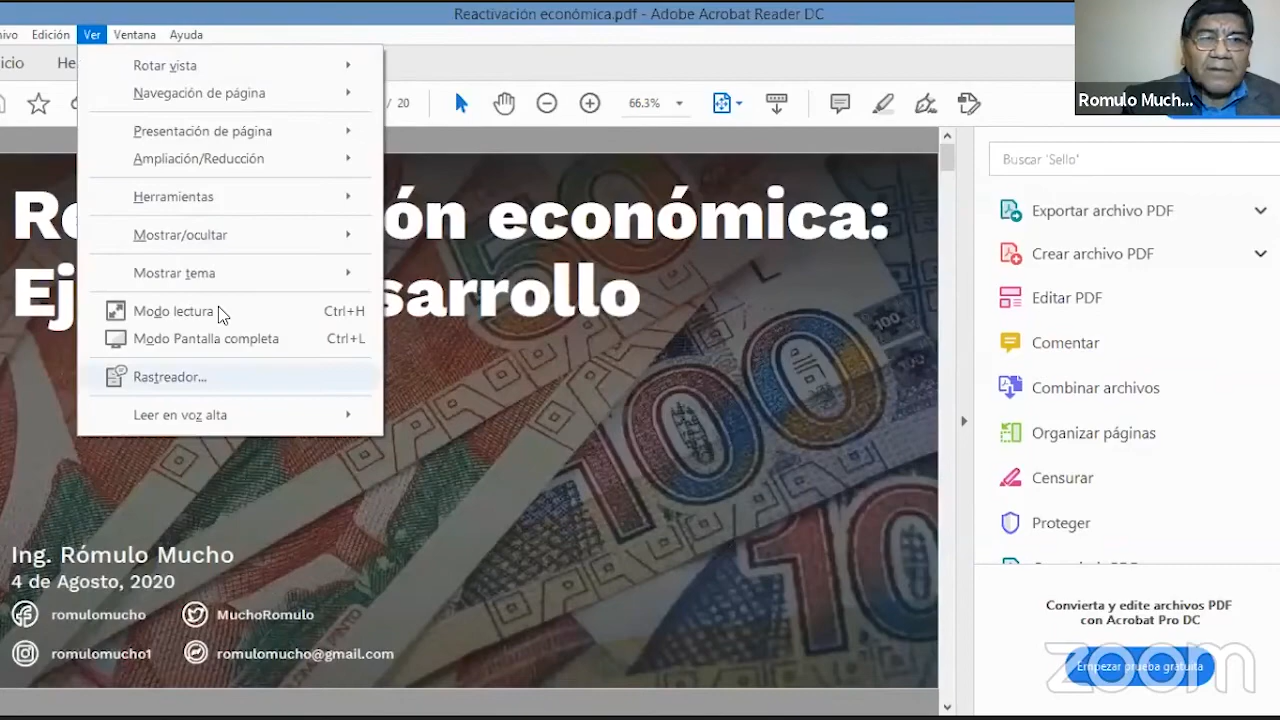 Reactivación económica.pdf - Adobe Acrobat Reader DC
Edición Ver Ventana Ayuda
/ 20
66.3%
Romulo Much...
Rotar vista
Navegación de página
Presentación de página
Ampliación/Reducción
Herramientas
Mostrar/ocultar
Mostrar tema
Modo lectura Ctrl+H
Modo Pantalla completa Ctrl+L
Rastreador...
Leer en voz alta
Re ón económica:
Ej sarrollo
Ing. Rómulo Mucho
4 de Agosto, 2020
romulomucho MuchoRomulo
romulomucho1 romulomucho@gmail.com
100
100
10
Buscar 'Sello'
Exportar archivo PDF
Crear archivo PDF
Editar PDF
Comentar
Combinar archivos
Organizar páginas
Censurar
Proteger
Convierta y edite archivos PDF
con Acrobat Pro DC
Empezar prueba gratuita
zoom